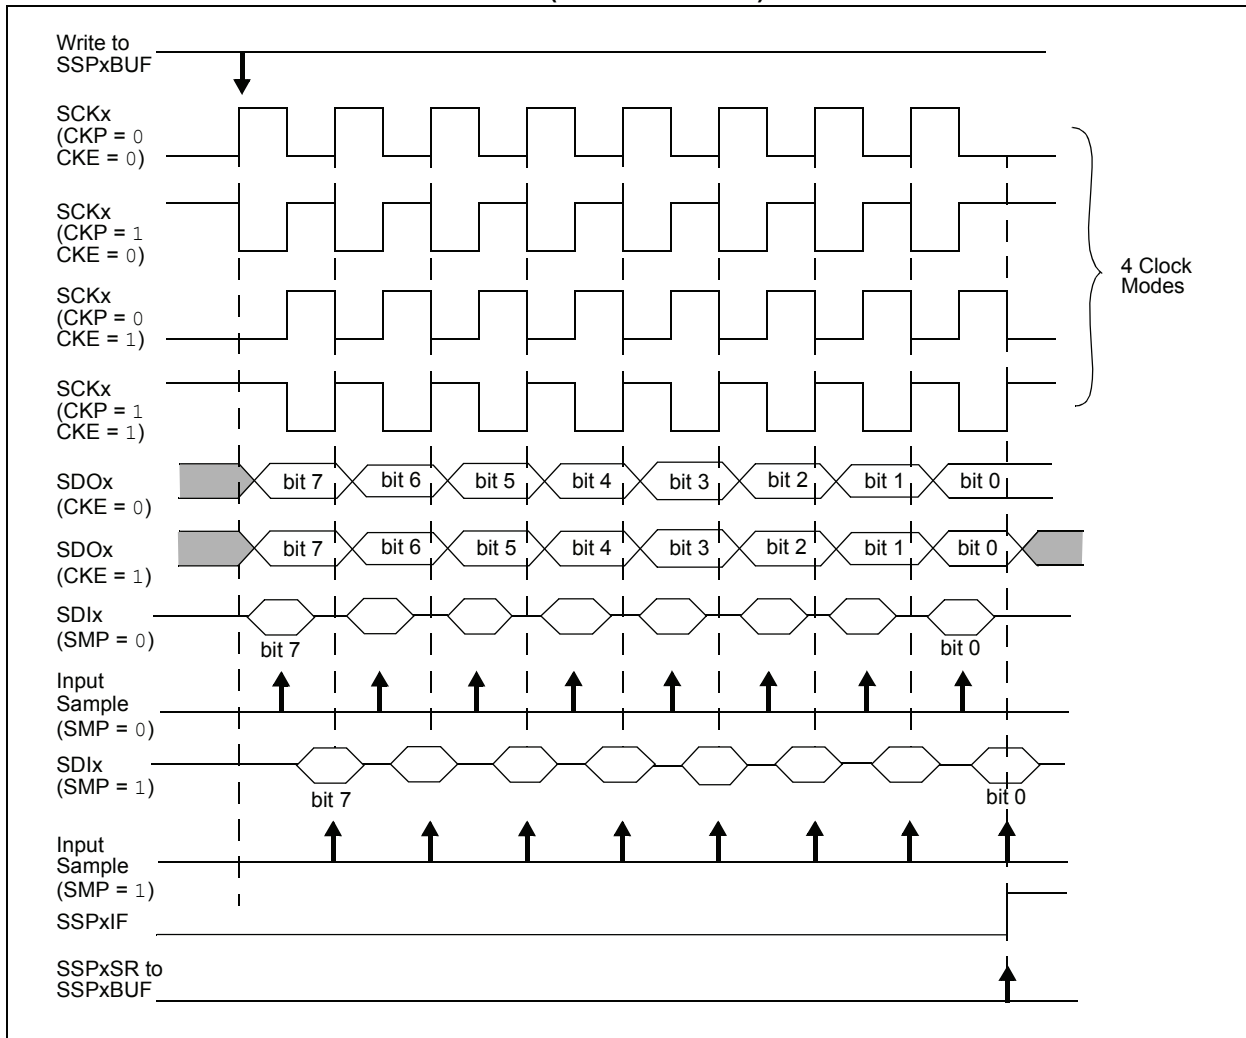 Write to
SSPxBUF
SCKx
(CKP = 0
CKE = 0)
SCKx
(CKP = 1
CKE = 0)
4 Clock
Modes
SCKx
(CKP = 0
CKE = 1)
SCKx
(CKP = 1
CKE = 1)
SDOx
(CKE = 0)
bit 7 bit 6 bit 5 bit 4 bit 3 bit 2 bit 1 bit 0
SDOx
(CKE = 1)
bit 7 bit 6 bit 5 bit 4 bit 3 bit 2 bit 1 bit 0
SDIx
(SMP = 0)
bit 7 bit 0
Input
Sample
(SMP = 0)
SDIx
(SMP = 1)
bit 7 bit 0
Input
Sample
(SMP = 1)
SSPxIF
SSPxSR to
SSPxBUF